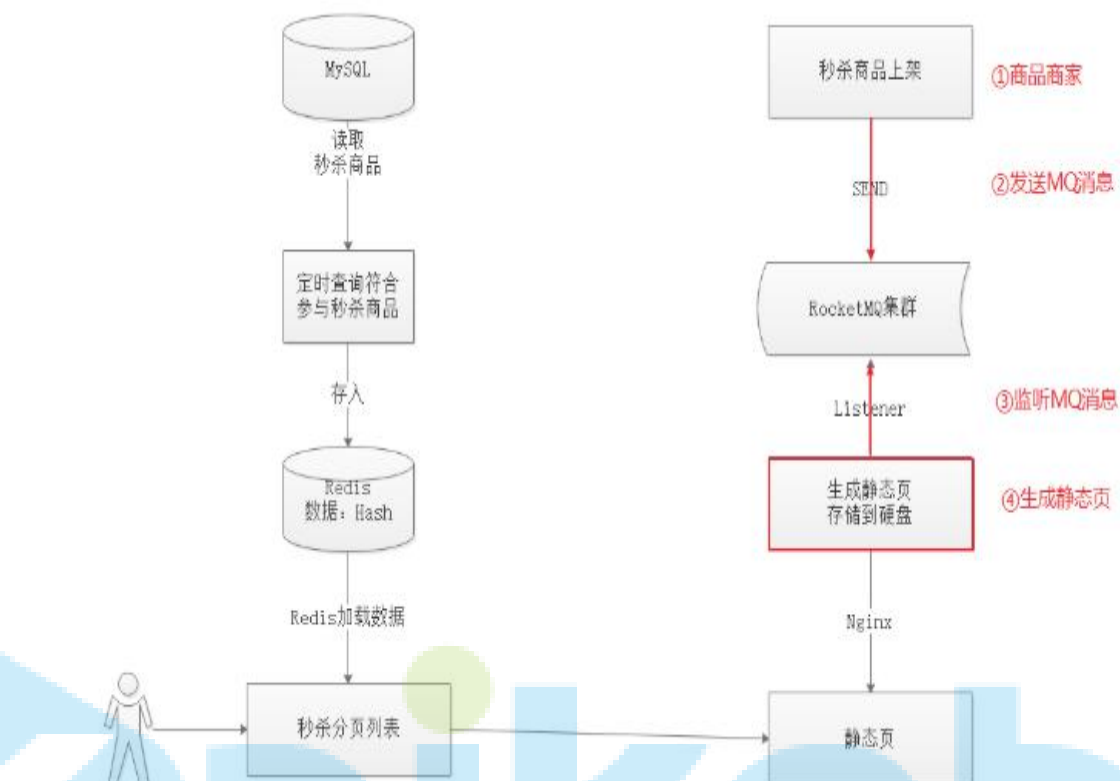 MySQL
读取
秒杀商品
定时查询符合
参与秒杀商品
存入
Redis
数据：Hash
Redis加载数据
秒杀分页列表
秒杀商品上架
①商品商家
SEND
②发送MQ消息
RocketMQ集群
Listener
③监听MQ消息
生成静态页
存储到硬盘
④生成静态页
Nginx
静态页